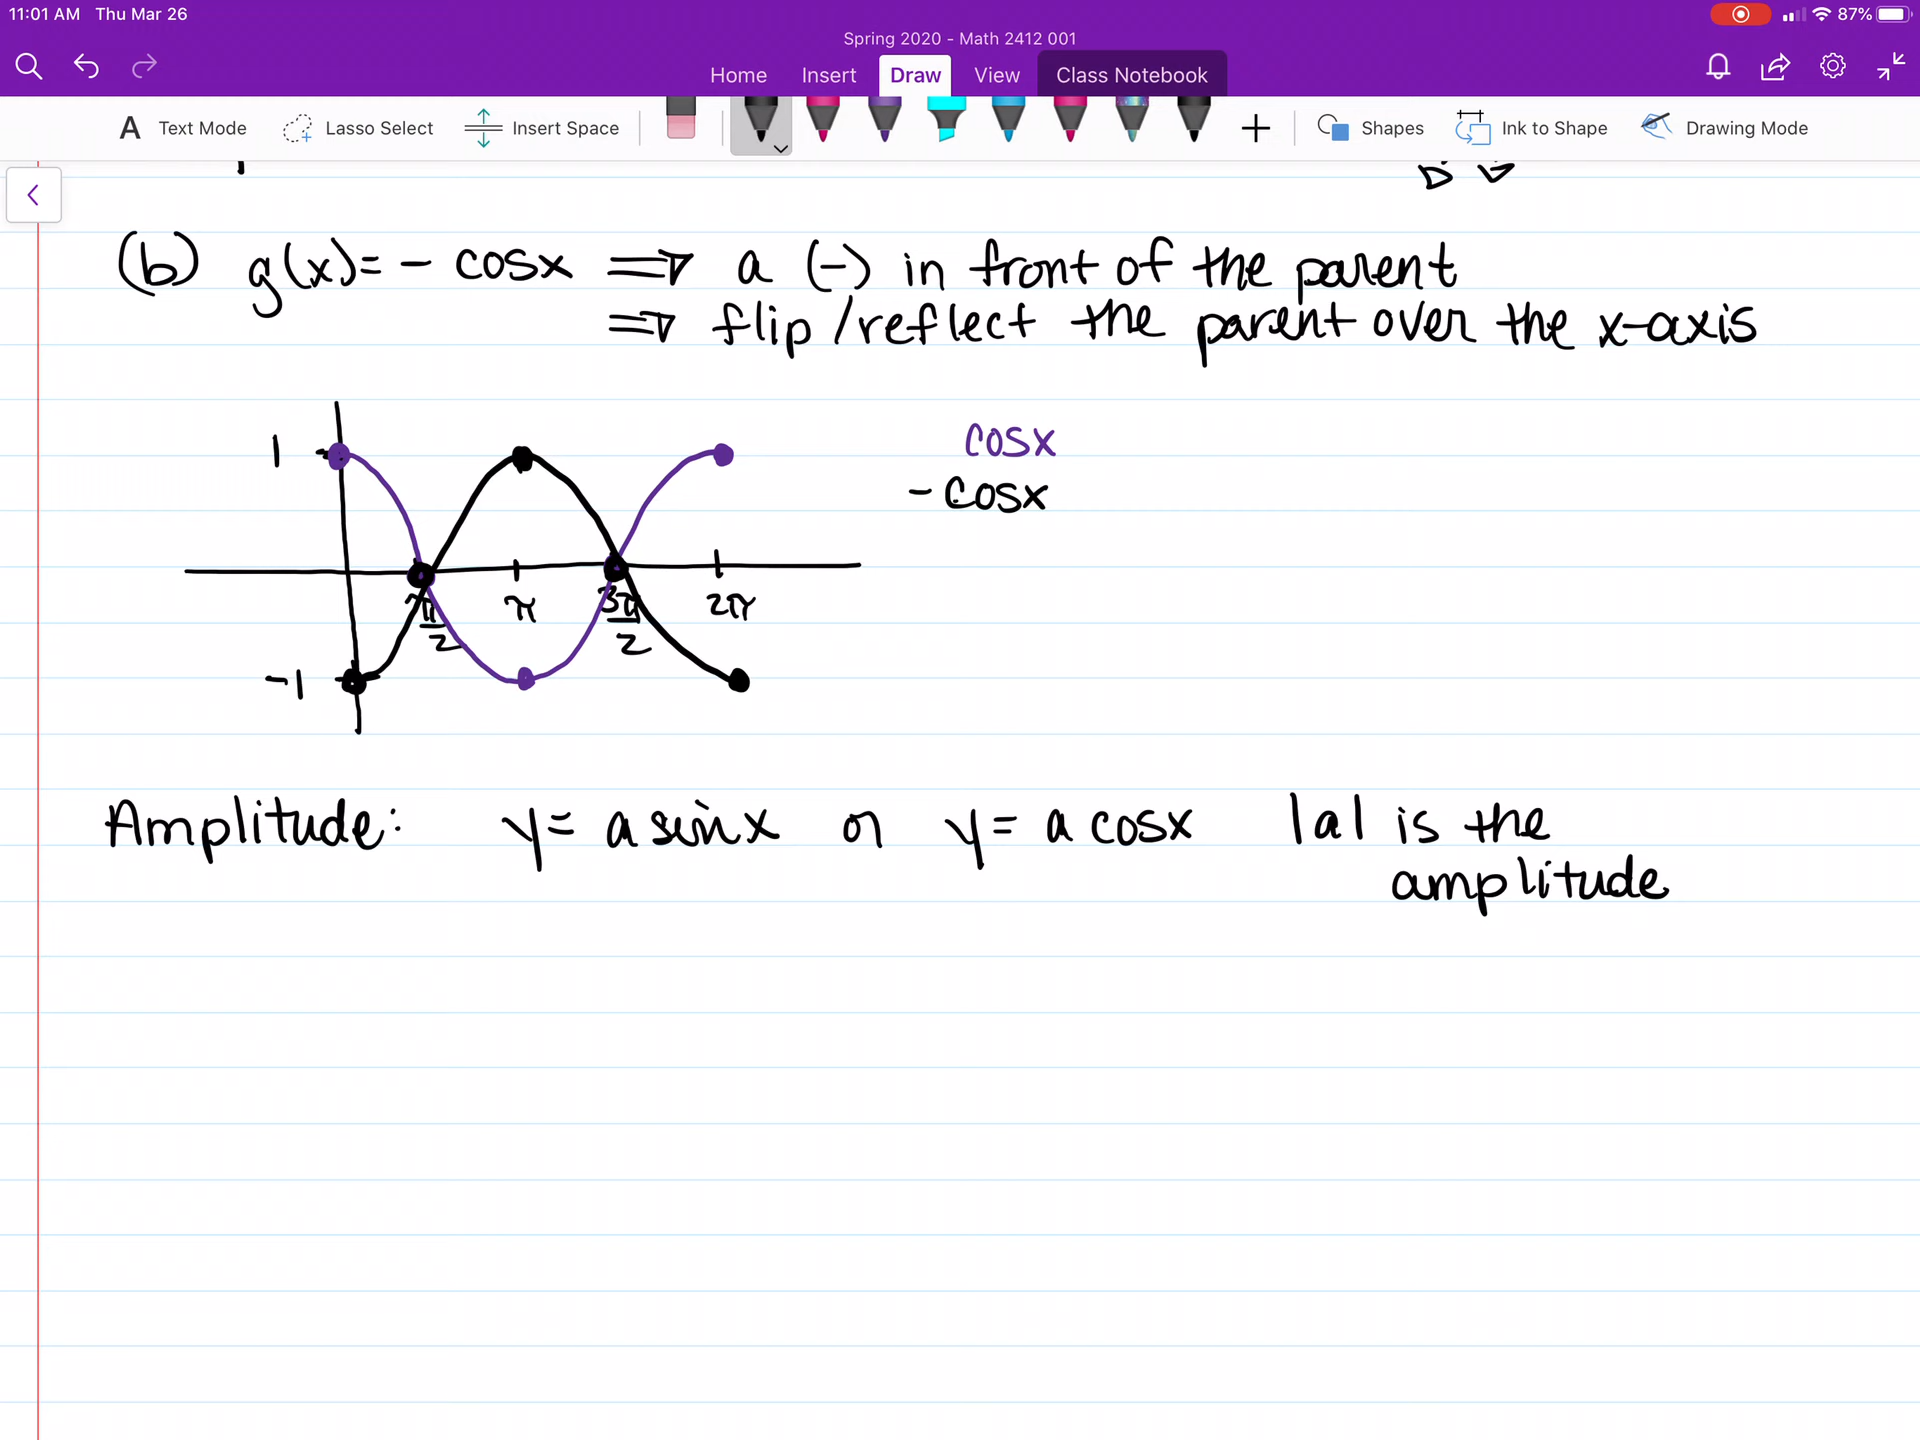 11:01 AM Thu Mar 26
87%
Spring 2020 - Math 2412 001
Home Insert Draw View Class Notebook
A Text Mode Lasso Select Insert Space Shapes Ink to Shape Drawing Mode
(b) g(x)= - cosx ⇒ a (-) in front of the parent
⇒ flip/reflect the parent over the x-axis
1
cosx
- cosx
π/2 π 3π/2 2π
-1
Amplitude: y= a sin x or y= a cosx |a| is the
amplitude